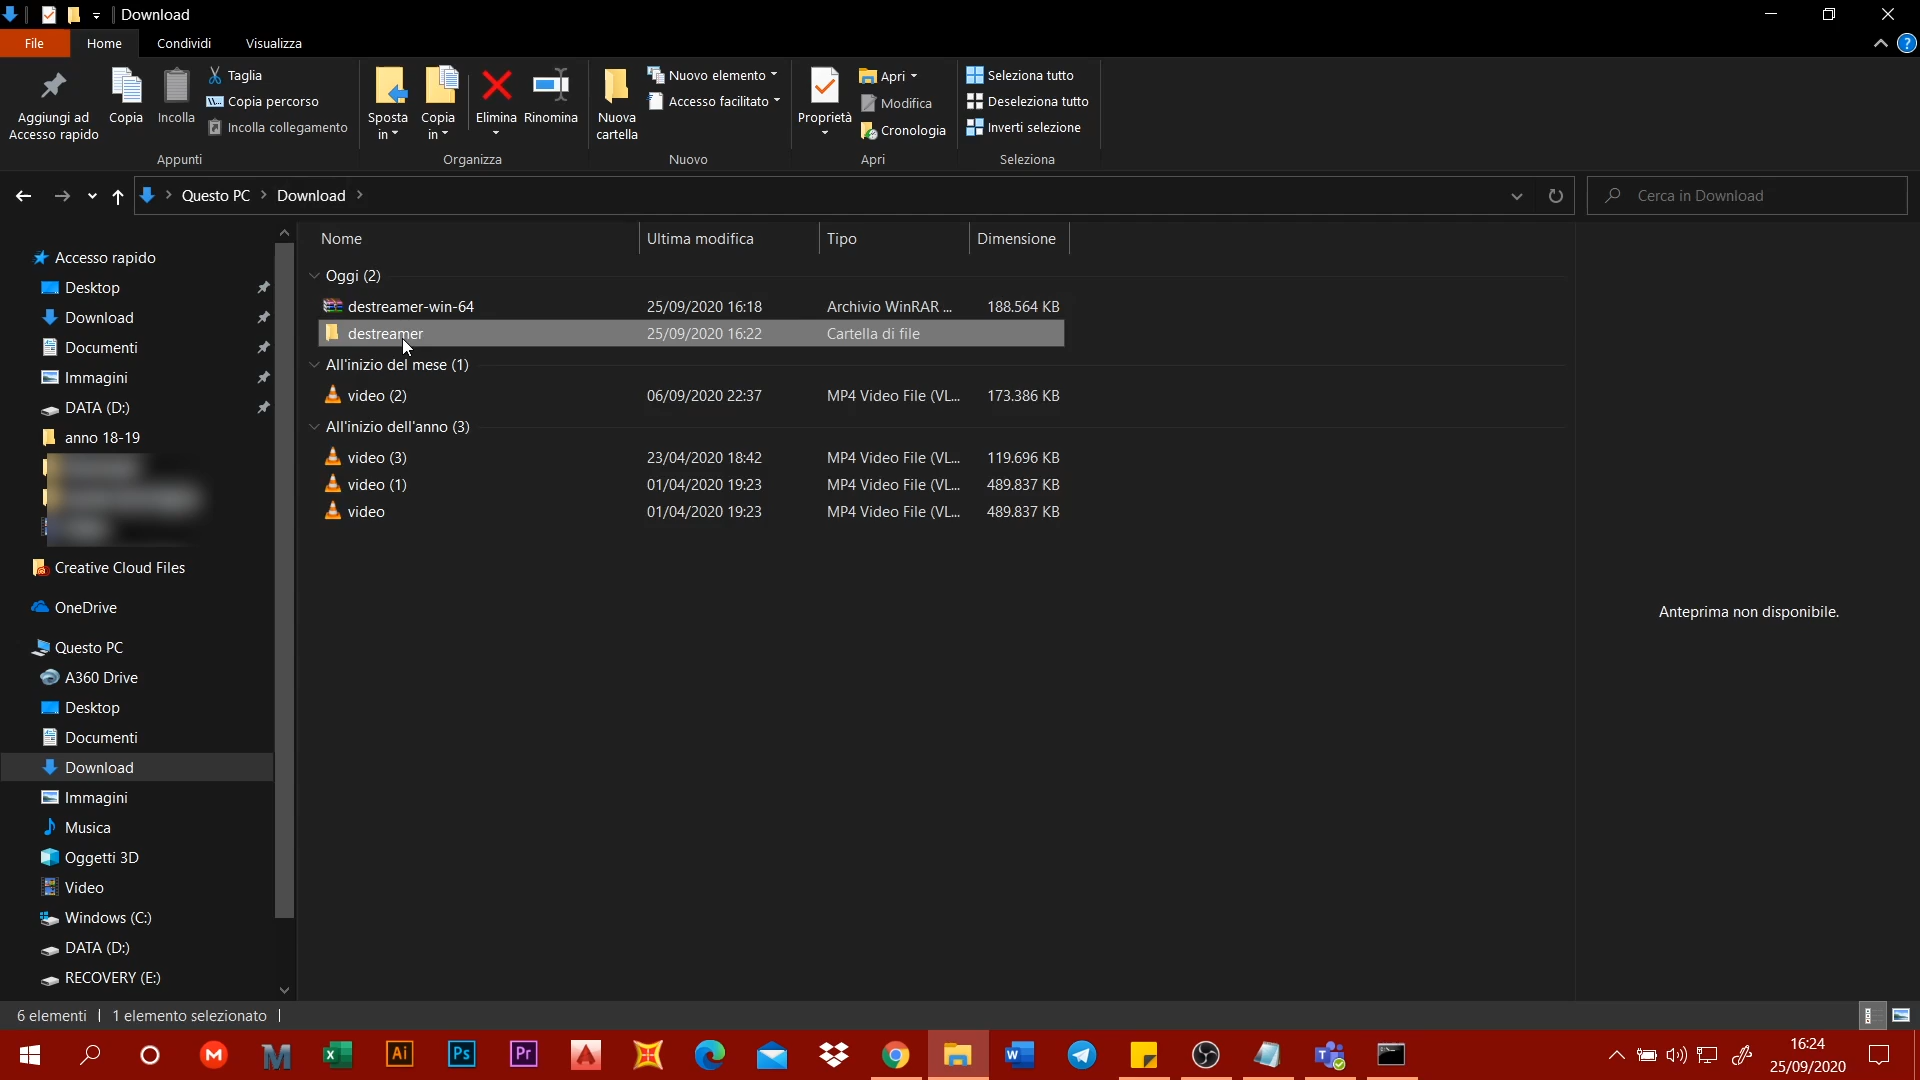 Download
File Home Condividi Visualizza
Aggiungi ad Accesso rapido
Copia
Incolla
Taglia
Copia percorso
Incolla collegamento
Appunti
Sposta in
Copia in
Elimina
Rinomina
Organizza
Nuova cartella
Nuovo elemento
Accesso facilitato
Nuovo
Proprietà
Apri
Modifica
Cronologia
Apri
Seleziona tutto
Deseleziona tutto
Inverti selezione
Seleziona
Questo PC > Download >
Cerca in Download
Accesso rapido
Desktop
Download
Documenti
Immagini
DATA (D:)
anno 18-19
Creative Cloud Files
OneDrive
Questo PC
A360 Drive
Desktop
Documenti
Download
Immagini
Musica
Oggetti 3D
Video
Windows (C:)
DATA (D:)
RECOVERY (E:)
Nome Ultima modifica Tipo Dimensione
Oggi (2)
destreamer-win-64 25/09/2020 16:18 Archivio WinRAR ... 188.564 KB
destreamer 25/09/2020 16:22 Cartella di file
All'inizio del mese (1)
video (2) 06/09/2020 22:37 MP4 Video File (VL... 173.386 KB
All'inizio dell'anno (3)
video (3) 23/04/2020 18:42 MP4 Video File (VL... 119.696 KB
video (1) 01/04/2020 19:23 MP4 Video File (VL... 489.837 KB
video 01/04/2020 19:23 MP4 Video File (VL... 489.837 KB
Anteprima non disponibile.
6 elementi 1 elemento selezionato
Ai Ps Pr
16:24
25/09/2020